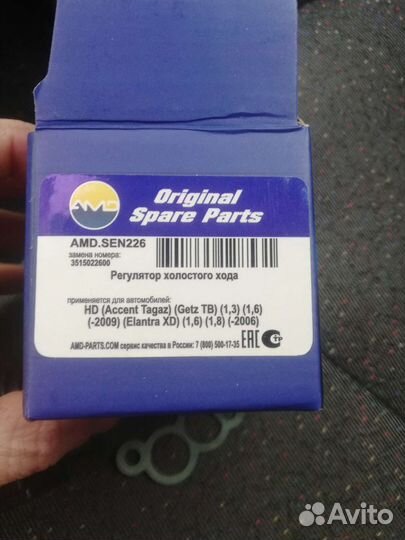 AMD
Original
Spare Parts
AMD.SEN226
замена номера:
3515022600
Регулятор холостого хода
применяется для автомобилей:
HD (Accent Tagaz) (Getz TB) (1,3) (1,6)
(-2009) (Elantra XD) (1,6) (1,8) (-2006)
AMD-PARTS.COM сервис качества в России: 7 (800) 500-17-35
EAC
Avito